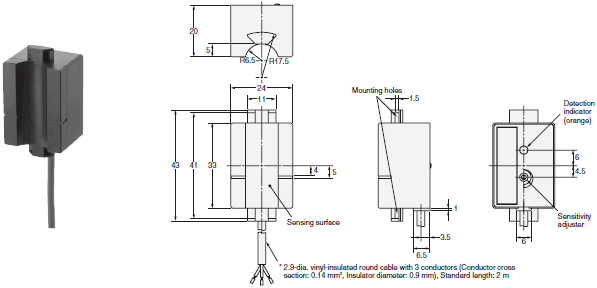 20
5
R6.5
R17.5
24
11
Mounting holes
1.5
Detection
indicator
(orange)
43
41
33
4
5
6
4.5
1
Sensing surface
3.5
6.5
6
Sensitivity
adjuster
* 2.9-dia. vinyl-insulated round cable with 3 conductors (Conductor cross
section: 0.14 mm², Insulator diameter: 0.9 mm), Standard length: 2 m